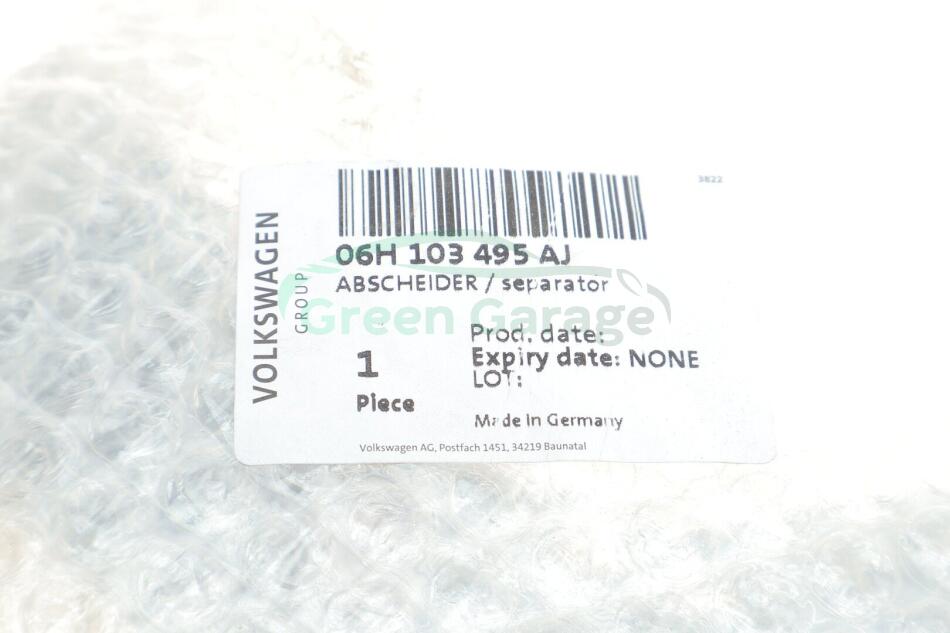 3822
06H 103 495 AJ
ABSCHEIDER / separator
VOLKSWAGEN
GROUP
Green Garage
Prod. date:
1
Expiry date: NONE
LOT:
Piece
Made in Germany
Volkswagen AG, Postfach 1451, 34219 Baunatal